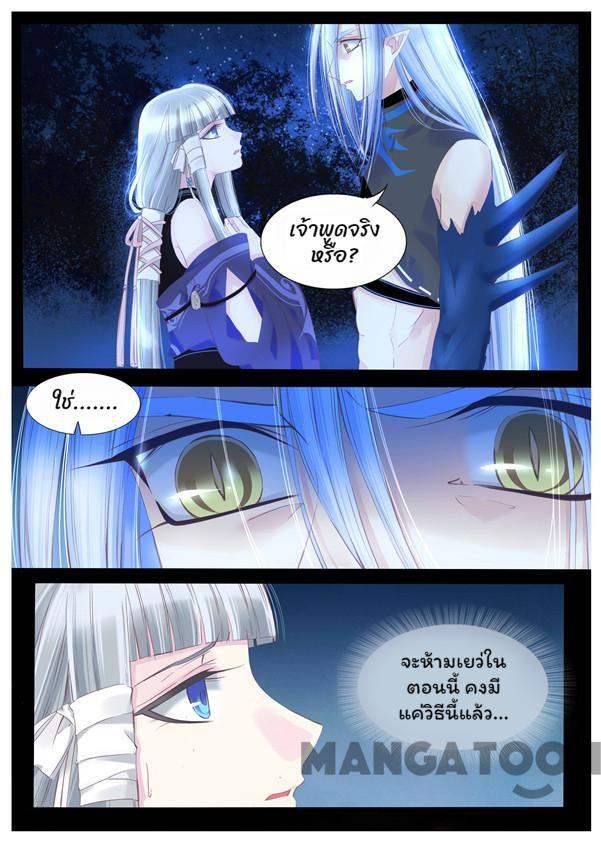 เจ้าพูดจริง
หรือ?
ใช่.......
จะห้ามเยว่ใน
ตอนนี้ คงมี
แค่วิธีนี้แล้ว...
MANGATOON